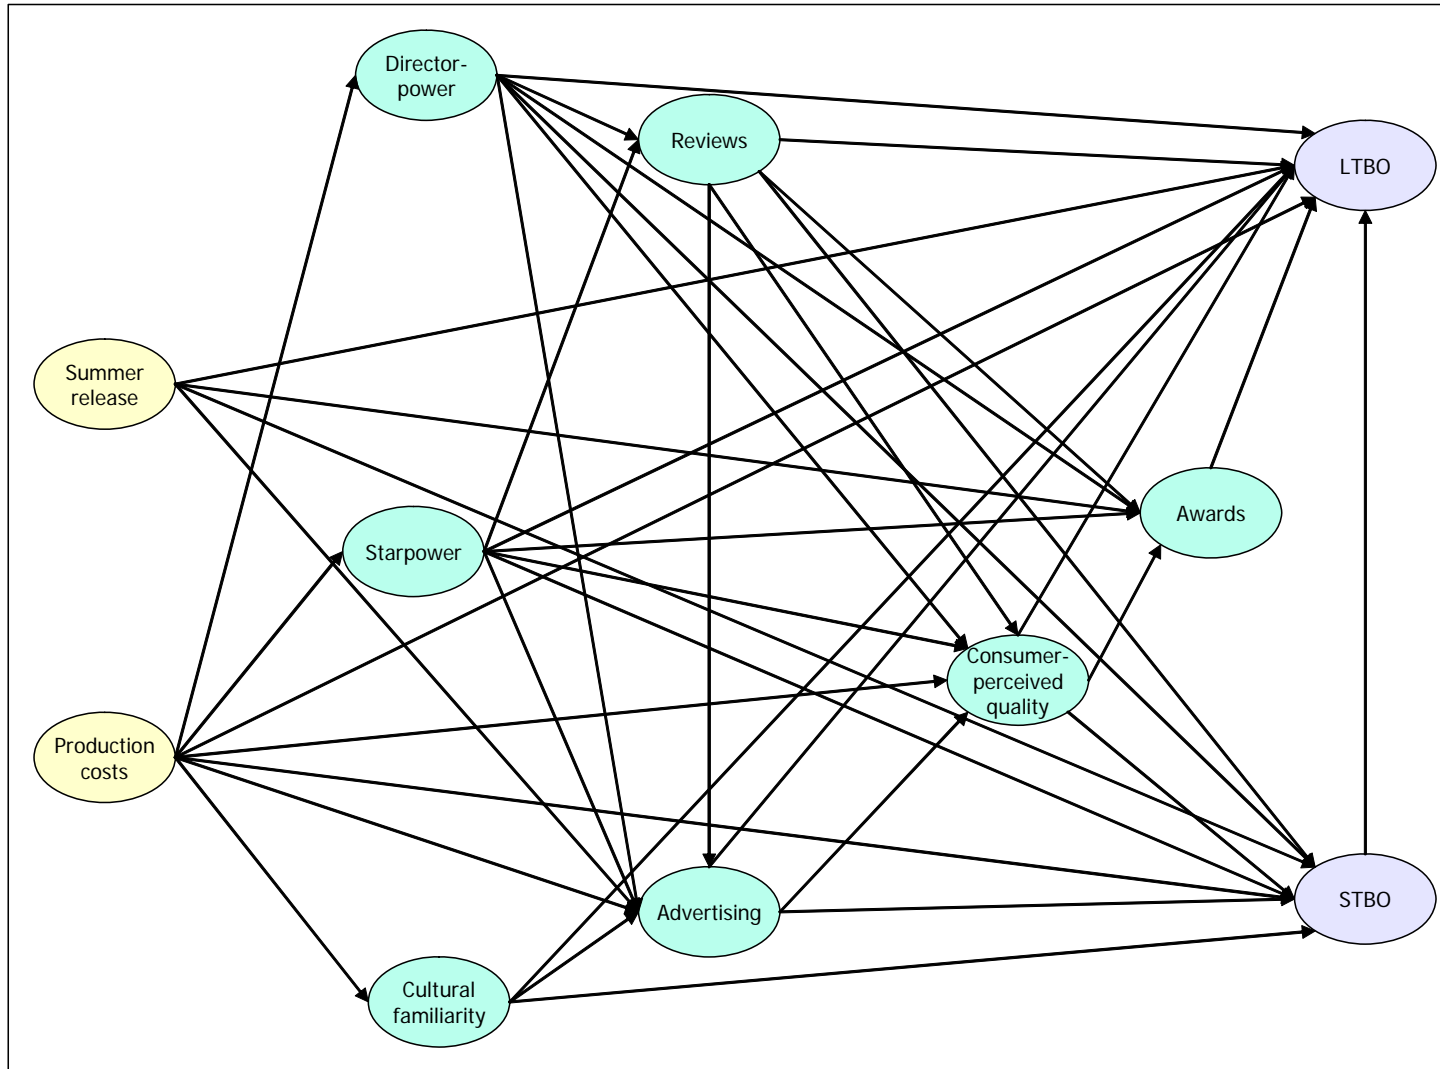 Director-
power
Reviews
LTBO
Summer
release
Starpower
Awards
Consumer-
perceived
quality
Production
costs
Advertising
STBO
Cultural
familiarity